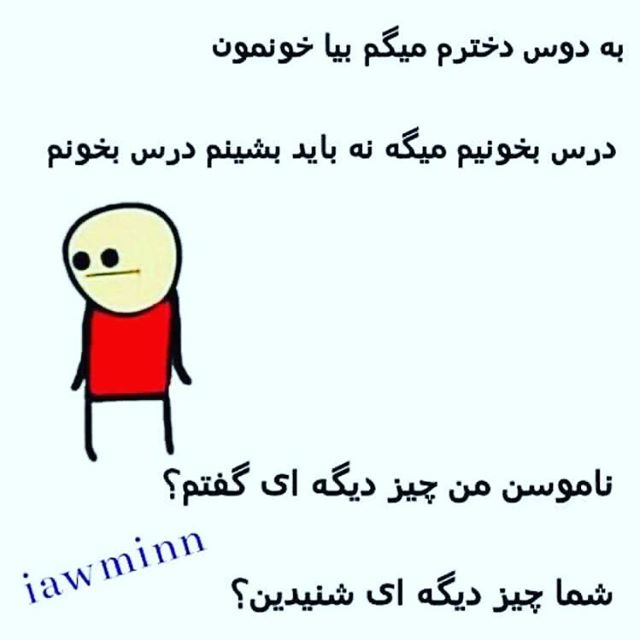 به دوس دخترم میگم بیا خونمون
درس بخونیم میگه نه باید بشینم درس بخونم
ناموسن من چیز دیگه ای گفتم؟
شما چیز دیگه ای شنیدین؟
iawminn